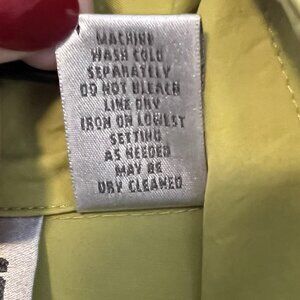 MACHINE
WASH COLD
SEPARATELY
DO NOT BLEACH
LINE DRY
IRON ON LOWEST
SETTING
AS NEEDED
MAY BE
DRY CLEANED